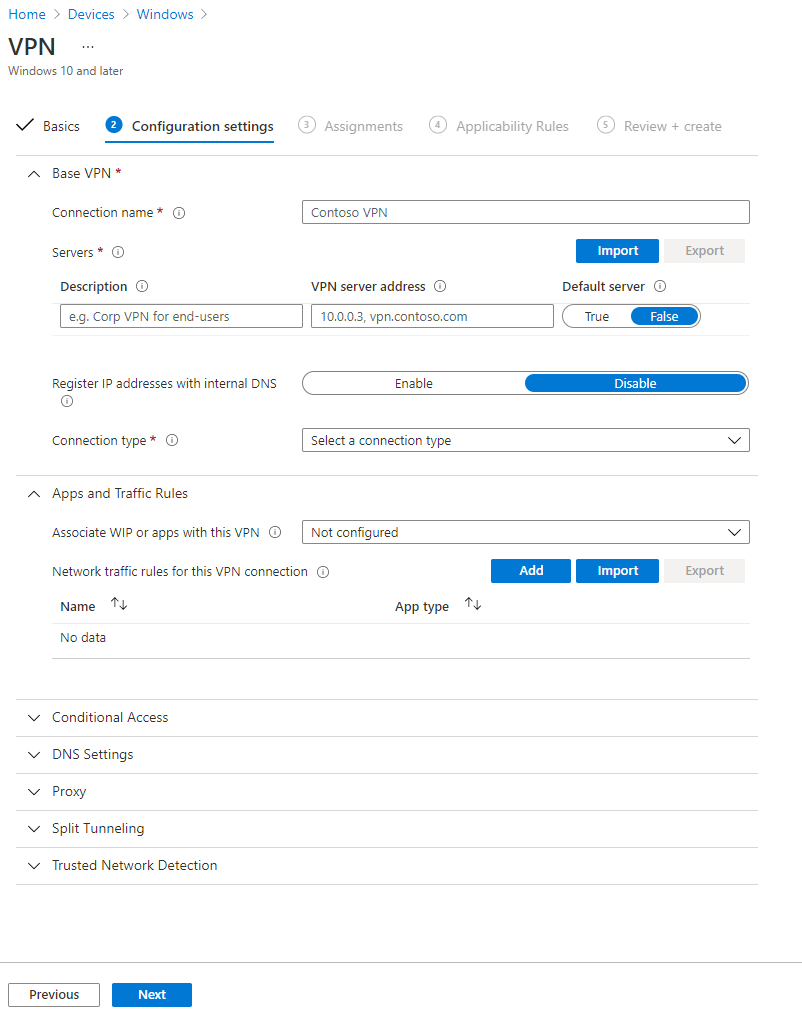 Home > Devices > Windows >
VPN ...
Windows 10 and later
Basics 2 Configuration settings 3 Assignments 4 Applicability Rules 5 Review + create
Base VPN *
Connection name * Contoso VPN
Servers * Import Export
Description VPN server address Default server
e.g. Corp VPN for end-users 10.0.0.3, vpn.contoso.com True False
Register IP addresses with internal DNS Enable Disable
Connection type * Select a connection type
Apps and Traffic Rules
Associate WIP or apps with this VPN Not configured
Network traffic rules for this VPN connection Add Import Export
Name App type
No data
Conditional Access
DNS Settings
Proxy
Split Tunneling
Trusted Network Detection
Previous Next